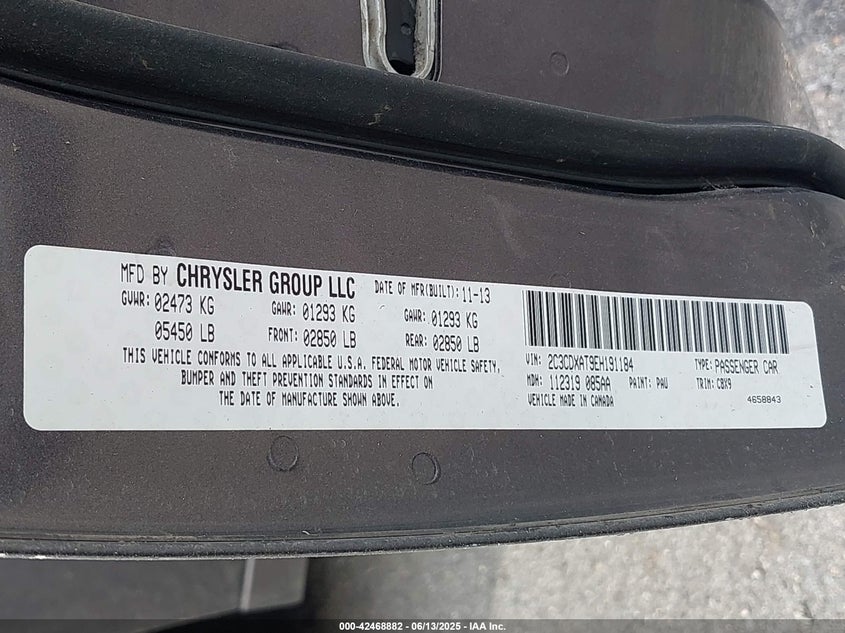 MFD BY CHRYSLER GROUP LLC DATE OF MFR(BUILT): 11-13
GVWR: 02473 KG GAWR: 01293 KG GAWR: 01293 KG
05450 LB FRONT: 02850 LB REAR: 02850 LB
THIS VEHICLE CONFORMS TO ALL APPLICABLE U.S.A. FEDERAL MOTOR VEHICLE SAFETY,
BUMPER AND THEFT PREVENTION STANDARDS IN EFFECT ON
THE DATE OF MANUFACTURE SHOWN ABOVE.
VIN: 2C3CDXAT9EH191184 TYPE: PASSENGER CAR
MDH: 112319 085AA PAINT: PAU TRIM: CBX9
VEHICLE MADE IN CANADA 4658843
000-42468882 - 06/13/2025 - IAA Inc.